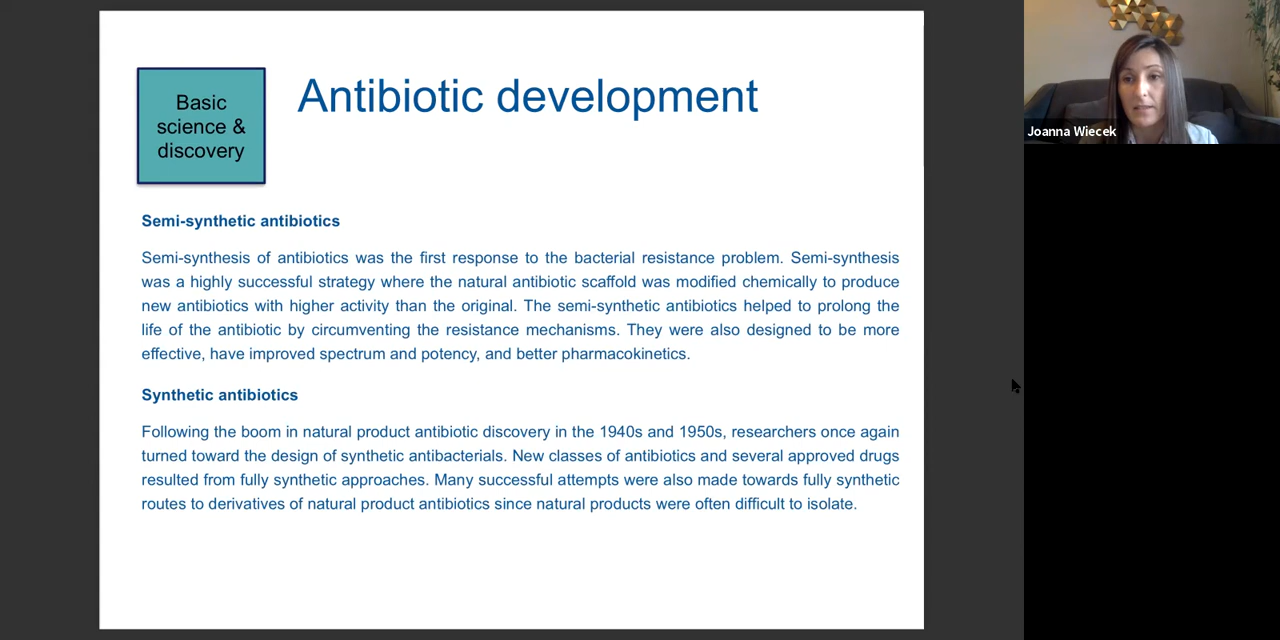 Basic
science &
discovery
Antibiotic development
Semi-synthetic antibiotics
Semi-synthesis of antibiotics was the first response to the bacterial resistance problem. Semi-synthesis
was a highly successful strategy where the natural antibiotic scaffold was modified chemically to produce
new antibiotics with higher activity than the original. The semi-synthetic antibiotics helped to prolong the
life of the antibiotic by circumventing the resistance mechanisms. They were also designed to be more
effective, have improved spectrum and potency, and better pharmacokinetics.
Synthetic antibiotics
Following the boom in natural product antibiotic discovery in the 1940s and 1950s, researchers once again
turned toward the design of synthetic antibacterials. New classes of antibiotics and several approved drugs
resulted from fully synthetic approaches. Many successful attempts were also made towards fully synthetic
routes to derivatives of natural product antibiotics since natural products were often difficult to isolate.
Joanna Wiecek